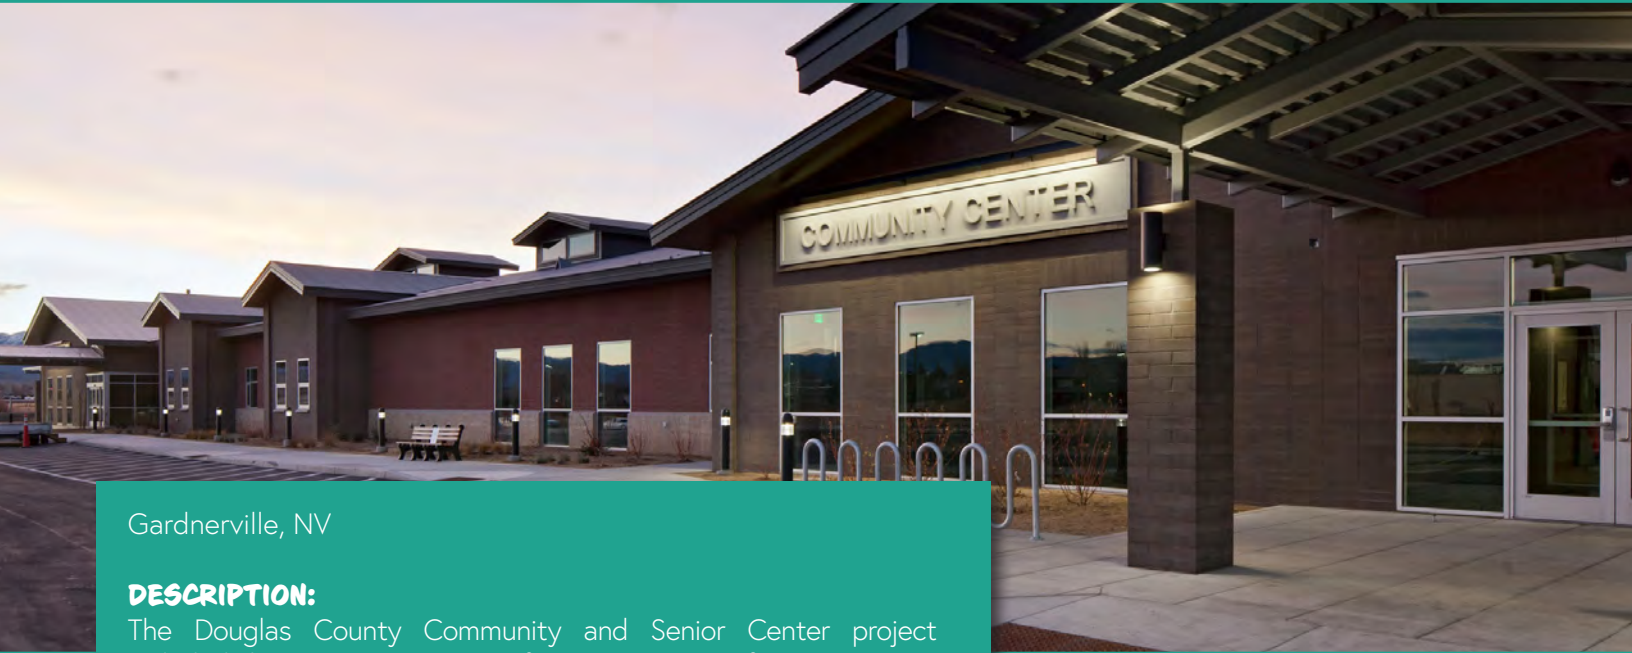 COMMUNITY CENTER
Gardnerville, NV
DESCRIPTION:
The Douglas County Community and Senior Center project